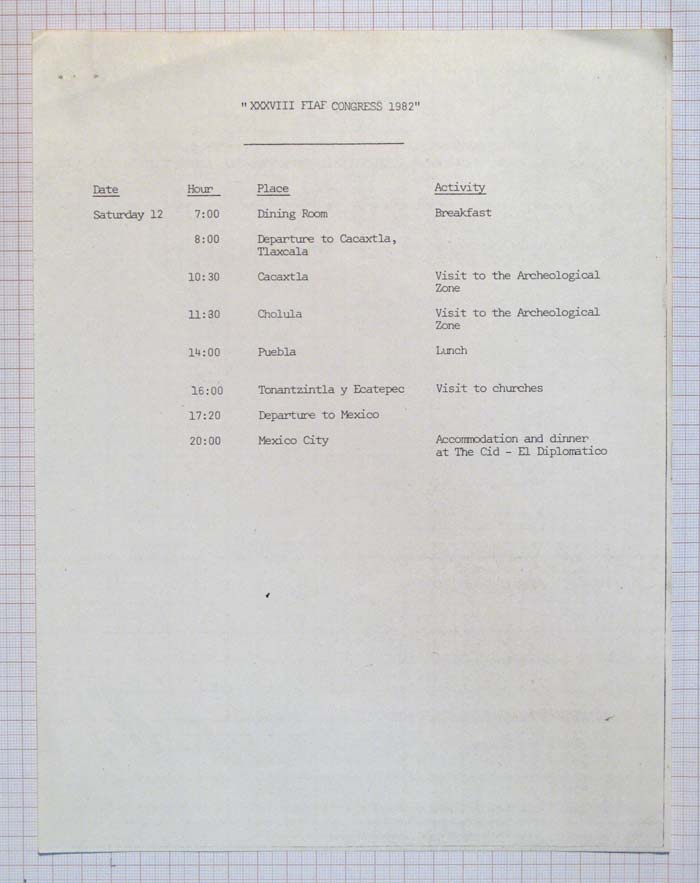 "XXXVIII FIAF CONGRESS 1982"
Date Hour Place Activity
Saturday 12 7:00 Dining Room Breakfast
8:00 Departure to Cacaxtla,
Tlaxcala
10:30 Cacaxtla Visit to the Archeological
Zone
11:30 Cholula Visit to the Archeological
Zone
14:00 Puebla Lunch
16:00 Tonantzintla y Ecatepec Visit to churches
17:20 Departure to Mexico
20:00 Mexico City Accommodation and dinner
at The Cid - El Diplomatico